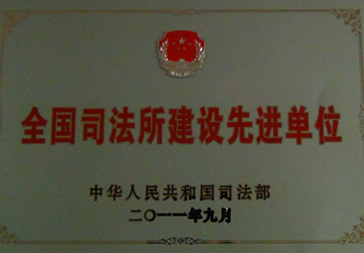 全国司法所建设先进单位
中华人民共和国司法部
二〇一一年九月